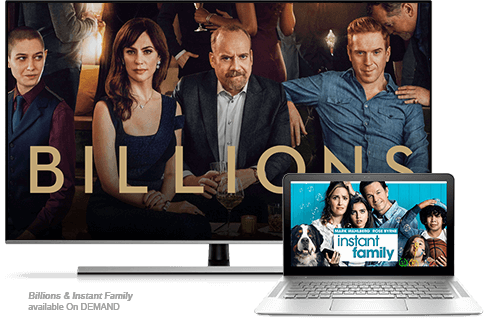 BILLIONS
MARK WAHLBERG ROSE BYRNE
instant
family
Billions & Instant Family
available On DEMAND